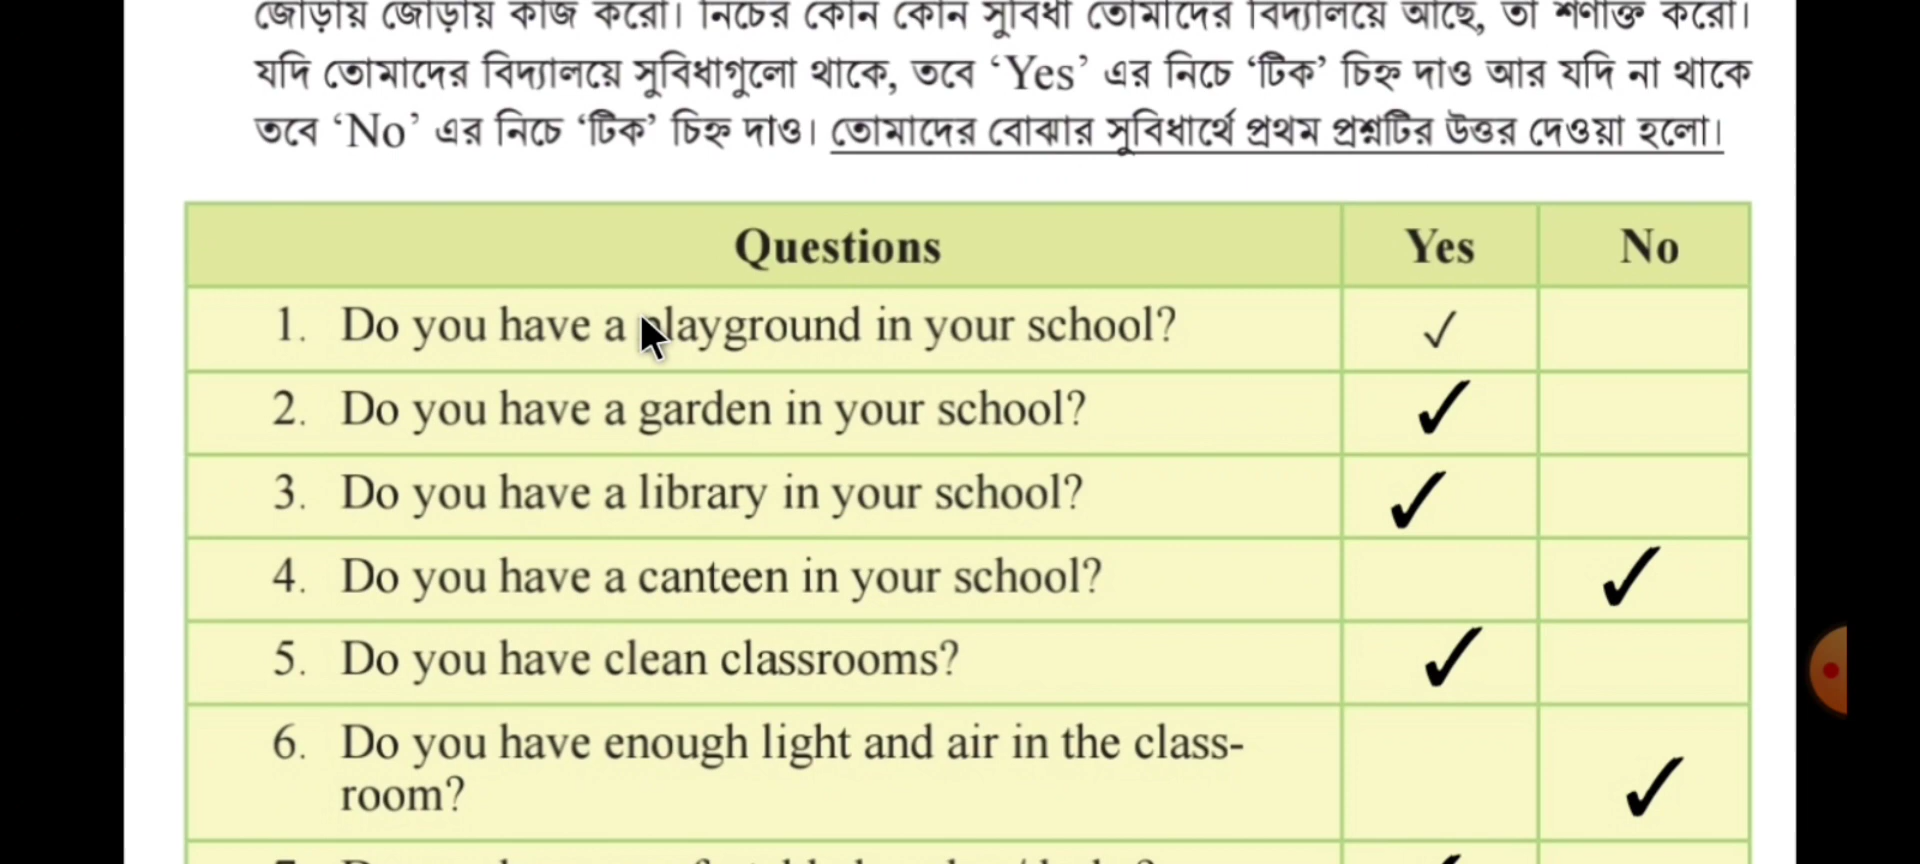 জোড়ায় জোড়ায় কাজ করো। নিচের কোন কোন সুবিধা তোমাদের বিদ্যালয়ে আছে, তা শনাক্ত করো।
যদি তোমাদের বিদ্যালয়ে সুবিধাগুলো থাকে, তবে ‘Yes’ এর নিচে ‘টিক’ চিহ্ন দাও আর যদি না থাকে
তবে ‘No’ এর নিচে ‘টিক’ চিহ্ন দাও। তোমাদের বোঝার সুবিধার্থে প্রথম প্রশ্নটির উত্তর দেওয়া হলো।
Questions Yes No
1. Do you have a playground in your school? ✓
2. Do you have a garden in your school? ✓
3. Do you have a library in your school? ✓
4. Do you have a canteen in your school? ✓
5. Do you have clean classrooms? ✓
6. Do you have enough light and air in the class-
room? ✓